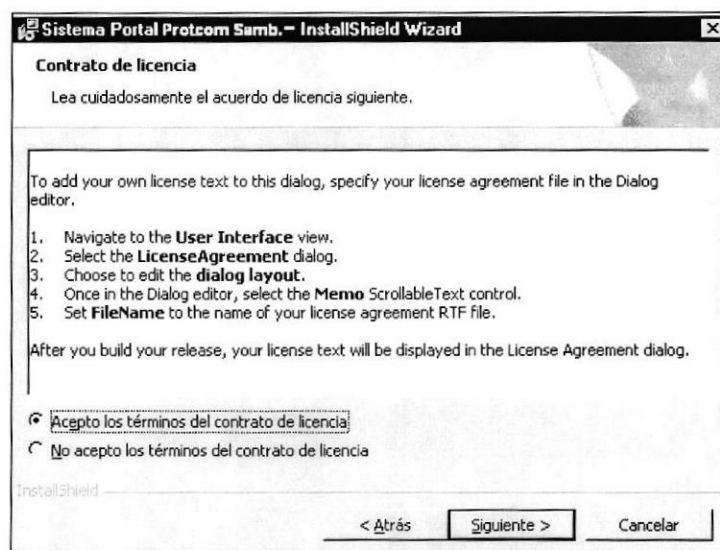 Sistema Portal Protcom Samb.- InstallShield Wizard
Contrato de licencia
Lea cuidadosamente el acuerdo de licencia siguiente.
To add your own license text to this dialog, specify your license agreement file in the Dialog
editor.
1. Navigate to the User Interface view.
2. Select the LicenseAgreement dialog.
3. Choose to edit the dialog layout.
4. Once in the Dialog editor, select the Memo ScrollableText control.
5. Set FileName to the name of your license agreement RTF file.
After you build your release, your license text will be displayed in the License Agreement dialog.
Acepto los términos del contrato de licencia
No acepto los términos del contrato de licencia
InstallShield
< Atrás Siguiente > Cancelar